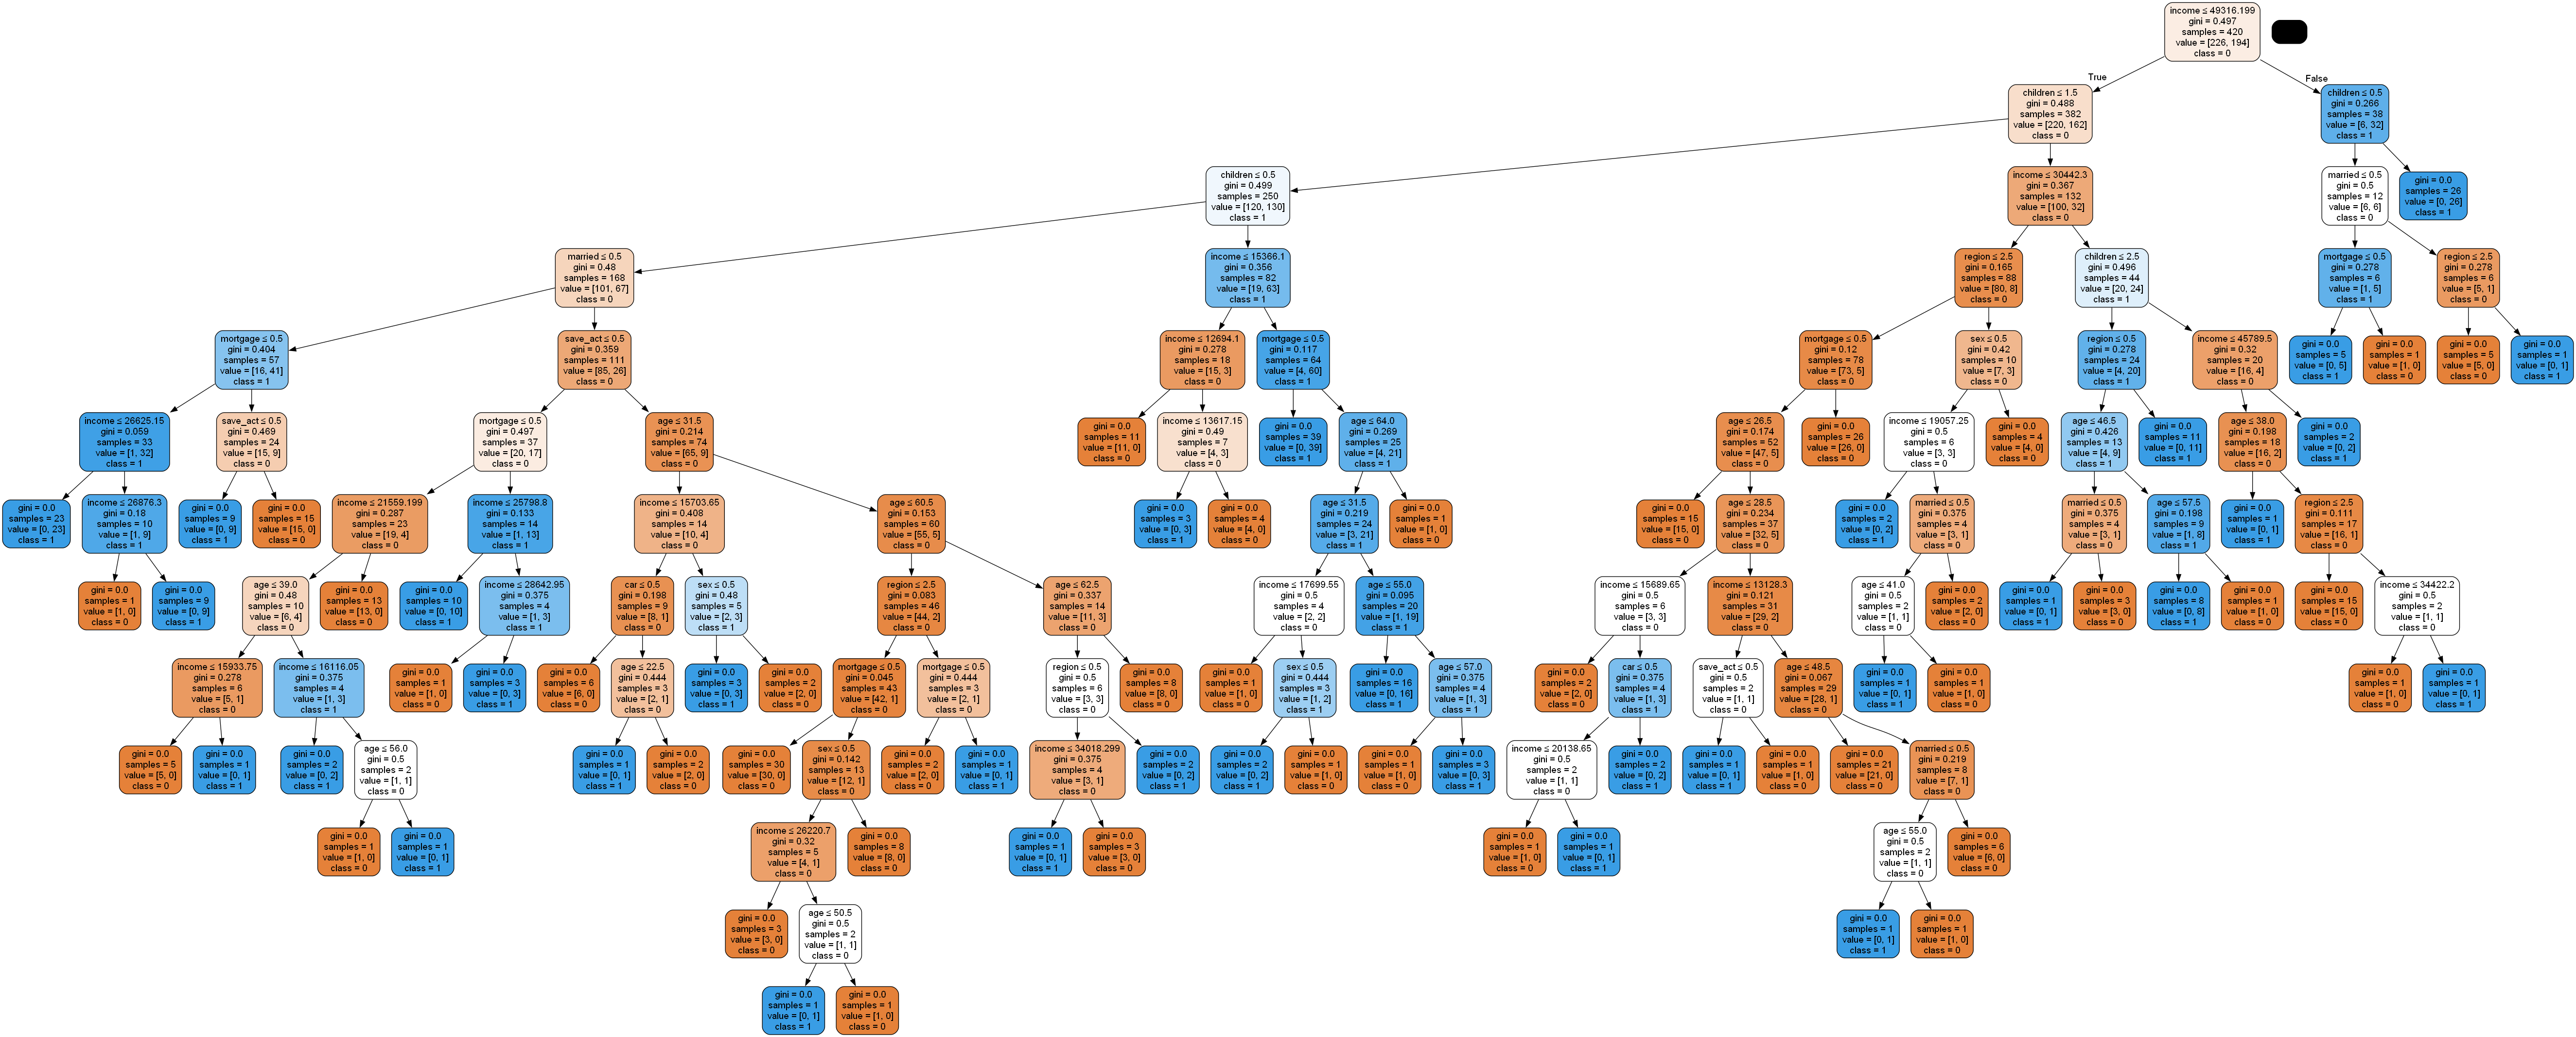 income ≤ 49316.199
gini = 0.497
samples = 420
value = [226, 194]
class = 0
True
False
children ≤ 1.5
gini = 0.488
samples = 382
value = [220, 162]
class = 0
children ≤ 0.5
gini = 0.266
samples = 38
value = [6, 32]
class = 1
children ≤ 0.5
gini = 0.499
samples = 250
value = [120, 130]
class = 1
income ≤ 30442.3
gini = 0.367
samples = 132
value = [100, 32]
class = 0
married ≤ 0.5
gini = 0.5
samples = 12
value = [6, 6]
class = 0
gini = 0.0
samples = 26
value = [0, 26]
class = 1
married ≤ 0.5
gini = 0.48
samples = 168
value = [101, 67]
class = 0
income ≤ 15366.1
gini = 0.356
samples = 82
value = [19, 63]
class = 1
region ≤ 2.5
gini = 0.165
samples = 88
value = [80, 8]
class = 0
children ≤ 2.5
gini = 0.496
samples = 44
value = [20, 24]
class = 1
mortgage ≤ 0.5
gini = 0.278
samples = 6
value = [1, 5]
class = 1
region ≤ 2.5
gini = 0.278
samples = 6
value = [5, 1]
class = 0
mortgage ≤ 0.5
gini = 0.404
samples = 57
value = [16, 41]
class = 1
save_act ≤ 0.5
gini = 0.359
samples = 111
value = [85, 26]
class = 0
income ≤ 12694.1
gini = 0.278
samples = 18
value = [15, 3]
class = 0
mortgage ≤ 0.5
gini = 0.117
samples = 64
value = [4, 60]
class = 1
mortgage ≤ 0.5
gini = 0.12
samples = 78
value = [73, 5]
class = 0
sex ≤ 0.5
gini = 0.42
samples = 10
value = [7, 3]
class = 0
region ≤ 0.5
gini = 0.278
samples = 24
value = [4, 20]
class = 1
income ≤ 45789.5
gini = 0.32
samples = 20
value = [16, 4]
class = 0
gini = 0.0
samples = 5
value = [0, 5]
class = 1
gini = 0.0
samples = 1
value = [1, 0]
class = 0
gini = 0.0
samples = 5
value = [5, 0]
class = 0
gini = 0.0
samples = 1
value = [0, 1]
class = 1
income ≤ 26625.15
gini = 0.059
samples = 33
value = [1, 32]
class = 1
save_act ≤ 0.5
gini = 0.469
samples = 24
value = [15, 9]
class = 0
mortgage ≤ 0.5
gini = 0.497
samples = 37
value = [20, 17]
class = 0
age ≤ 31.5
gini = 0.214
samples = 74
value = [65, 9]
class = 0
gini = 0.0
samples = 11
value = [11, 0]
class = 0
income ≤ 13617.15
gini = 0.49
samples = 7
value = [4, 3]
class = 0
gini = 0.0
samples = 39
value = [0, 39]
class = 1
age ≤ 64.0
gini = 0.269
samples = 25
value = [4, 21]
class = 1
age ≤ 26.5
gini = 0.174
samples = 52
value = [47, 5]
class = 0
gini = 0.0
samples = 26
value = [26, 0]
class = 0
income ≤ 19057.25
gini = 0.5
samples = 6
value = [3, 3]
class = 0
gini = 0.0
samples = 4
value = [4, 0]
class = 0
age ≤ 46.5
gini = 0.426
samples = 13
value = [4, 9]
class = 1
gini = 0.0
samples = 11
value = [0, 11]
class = 1
age ≤ 38.0
gini = 0.198
samples = 18
value = [16, 2]
class = 0
gini = 0.0
samples = 2
value = [0, 2]
class = 1
gini = 0.0
samples = 23
value = [0, 23]
class = 1
income ≤ 26876.3
gini = 0.18
samples = 10
value = [1, 9]
class = 1
gini = 0.0
samples = 9
value = [0, 9]
class = 1
gini = 0.0
samples = 15
value = [15, 0]
class = 0
income ≤ 21559.199
gini = 0.287
samples = 23
value = [19, 4]
class = 0
income ≤ 25798.8
gini = 0.133
samples = 14
value = [1, 13]
class = 1
income ≤ 15703.65
gini = 0.408
samples = 14
value = [10, 4]
class = 0
age ≤ 60.5
gini = 0.153
samples = 60
value = [55, 5]
class = 0
gini = 0.0
samples = 3
value = [0, 3]
class = 1
gini = 0.0
samples = 4
value = [4, 0]
class = 0
age ≤ 31.5
gini = 0.219
samples = 24
value = [3, 21]
class = 1
gini = 0.0
samples = 1
value = [1, 0]
class = 0
gini = 0.0
samples = 15
value = [15, 0]
class = 0
age ≤ 28.5
gini = 0.234
samples = 37
value = [32, 5]
class = 0
gini = 0.0
samples = 2
value = [0, 2]
class = 1
married ≤ 0.5
gini = 0.375
samples = 4
value = [3, 1]
class = 0
married ≤ 0.5
gini = 0.375
samples = 4
value = [3, 1]
class = 0
age ≤ 57.5
gini = 0.198
samples = 9
value = [1, 8]
class = 1
gini = 0.0
samples = 1
value = [0, 1]
class = 1
region ≤ 2.5
gini = 0.111
samples = 17
value = [16, 1]
class = 0
gini = 0.0
samples = 1
value = [1, 0]
class = 0
gini = 0.0
samples = 9
value = [0, 9]
class = 1
age ≤ 39.0
gini = 0.48
samples = 10
value = [6, 4]
class = 0
gini = 0.0
samples = 13
value = [13, 0]
class = 0
gini = 0.0
samples = 10
value = [0, 10]
class = 1
income ≤ 28642.95
gini = 0.375
samples = 4
value = [1, 3]
class = 1
car ≤ 0.5
gini = 0.198
samples = 9
value = [8, 1]
class = 0
sex ≤ 0.5
gini = 0.48
samples = 5
value = [2, 3]
class = 1
region ≤ 2.5
gini = 0.083
samples = 46
value = [44, 2]
class = 0
age ≤ 62.5
gini = 0.337
samples = 14
value = [11, 3]
class = 0
income ≤ 17699.55
gini = 0.5
samples = 4
value = [2, 2]
class = 0
age ≤ 55.0
gini = 0.095
samples = 20
value = [1, 19]
class = 1
income ≤ 15689.65
gini = 0.5
samples = 6
value = [3, 3]
class = 0
income ≤ 13128.3
gini = 0.121
samples = 31
value = [29, 2]
class = 0
age ≤ 41.0
gini = 0.5
samples = 2
value = [1, 1]
class = 0
gini = 0.0
samples = 2
value = [2, 0]
class = 0
gini = 0.0
samples = 1
value = [0, 1]
class = 1
gini = 0.0
samples = 3
value = [3, 0]
class = 0
gini = 0.0
samples = 8
value = [0, 8]
class = 1
gini = 0.0
samples = 1
value = [1, 0]
class = 0
gini = 0.0
samples = 15
value = [15, 0]
class = 0
income ≤ 34422.2
gini = 0.5
samples = 2
value = [1, 1]
class = 0
income ≤ 15933.75
gini = 0.278
samples = 6
value = [5, 1]
class = 0
income ≤ 16116.05
gini = 0.375
samples = 4
value = [1, 3]
class = 1
gini = 0.0
samples = 1
value = [1, 0]
class = 0
gini = 0.0
samples = 3
value = [0, 3]
class = 1
gini = 0.0
samples = 6
value = [6, 0]
class = 0
age ≤ 22.5
gini = 0.444
samples = 3
value = [2, 1]
class = 0
gini = 0.0
samples = 3
value = [0, 3]
class = 1
gini = 0.0
samples = 2
value = [2, 0]
class = 0
mortgage ≤ 0.5
gini = 0.045
samples = 43
value = [42, 1]
class = 0
mortgage ≤ 0.5
gini = 0.444
samples = 3
value = [2, 1]
class = 0
region ≤ 0.5
gini = 0.5
samples = 6
value = [3, 3]
class = 0
gini = 0.0
samples = 8
value = [8, 0]
class = 0
gini = 0.0
samples = 1
value = [1, 0]
class = 0
sex ≤ 0.5
gini = 0.444
samples = 3
value = [1, 2]
class = 1
gini = 0.0
samples = 16
value = [0, 16]
class = 1
age ≤ 57.0
gini = 0.375
samples = 4
value = [1, 3]
class = 1
gini = 0.0
samples = 2
value = [2, 0]
class = 0
car ≤ 0.5
gini = 0.375
samples = 4
value = [1, 3]
class = 1
save_act ≤ 0.5
gini = 0.5
samples = 2
value = [1, 1]
class = 0
age ≤ 48.5
gini = 0.067
samples = 29
value = [28, 1]
class = 0
gini = 0.0
samples = 1
value = [0, 1]
class = 1
gini = 0.0
samples = 1
value = [1, 0]
class = 0
gini = 0.0
samples = 1
value = [1, 0]
class = 0
gini = 0.0
samples = 1
value = [0, 1]
class = 1
gini = 0.0
samples = 5
value = [5, 0]
class = 0
gini = 0.0
samples = 1
value = [0, 1]
class = 1
gini = 0.0
samples = 2
value = [0, 2]
class = 1
age ≤ 56.0
gini = 0.5
samples = 2
value = [1, 1]
class = 0
gini = 0.0
samples = 1
value = [0, 1]
class = 1
gini = 0.0
samples = 2
value = [2, 0]
class = 0
gini = 0.0
samples = 30
value = [30, 0]
class = 0
sex ≤ 0.5
gini = 0.142
samples = 13
value = [12, 1]
class = 0
gini = 0.0
samples = 2
value = [2, 0]
class = 0
gini = 0.0
samples = 1
value = [0, 1]
class = 1
income ≤ 34018.299
gini = 0.375
samples = 4
value = [3, 1]
class = 0
gini = 0.0
samples = 2
value = [0, 2]
class = 1
gini = 0.0
samples = 2
value = [0, 2]
class = 1
gini = 0.0
samples = 1
value = [1, 0]
class = 0
gini = 0.0
samples = 1
value = [1, 0]
class = 0
gini = 0.0
samples = 3
value = [0, 3]
class = 1
income ≤ 20138.65
gini = 0.5
samples = 2
value = [1, 1]
class = 0
gini = 0.0
samples = 2
value = [0, 2]
class = 1
gini = 0.0
samples = 1
value = [0, 1]
class = 1
gini = 0.0
samples = 1
value = [1, 0]
class = 0
gini = 0.0
samples = 21
value = [21, 0]
class = 0
married ≤ 0.5
gini = 0.219
samples = 8
value = [7, 1]
class = 0
gini = 0.0
samples = 1
value = [1, 0]
class = 0
gini = 0.0
samples = 1
value = [0, 1]
class = 1
income ≤ 26220.7
gini = 0.32
samples = 5
value = [4, 1]
class = 0
gini = 0.0
samples = 8
value = [8, 0]
class = 0
gini = 0.0
samples = 1
value = [0, 1]
class = 1
gini = 0.0
samples = 3
value = [3, 0]
class = 0
gini = 0.0
samples = 1
value = [1, 0]
class = 0
gini = 0.0
samples = 1
value = [0, 1]
class = 1
age ≤ 55.0
gini = 0.5
samples = 2
value = [1, 1]
class = 0
gini = 0.0
samples = 6
value = [6, 0]
class = 0
gini = 0.0
samples = 3
value = [3, 0]
class = 0
age ≤ 50.5
gini = 0.5
samples = 2
value = [1, 1]
class = 0
gini = 0.0
samples = 1
value = [0, 1]
class = 1
gini = 0.0
samples = 1
value = [1, 0]
class = 0
gini = 0.0
samples = 1
value = [0, 1]
class = 1
gini = 0.0
samples = 1
value = [1, 0]
class = 0